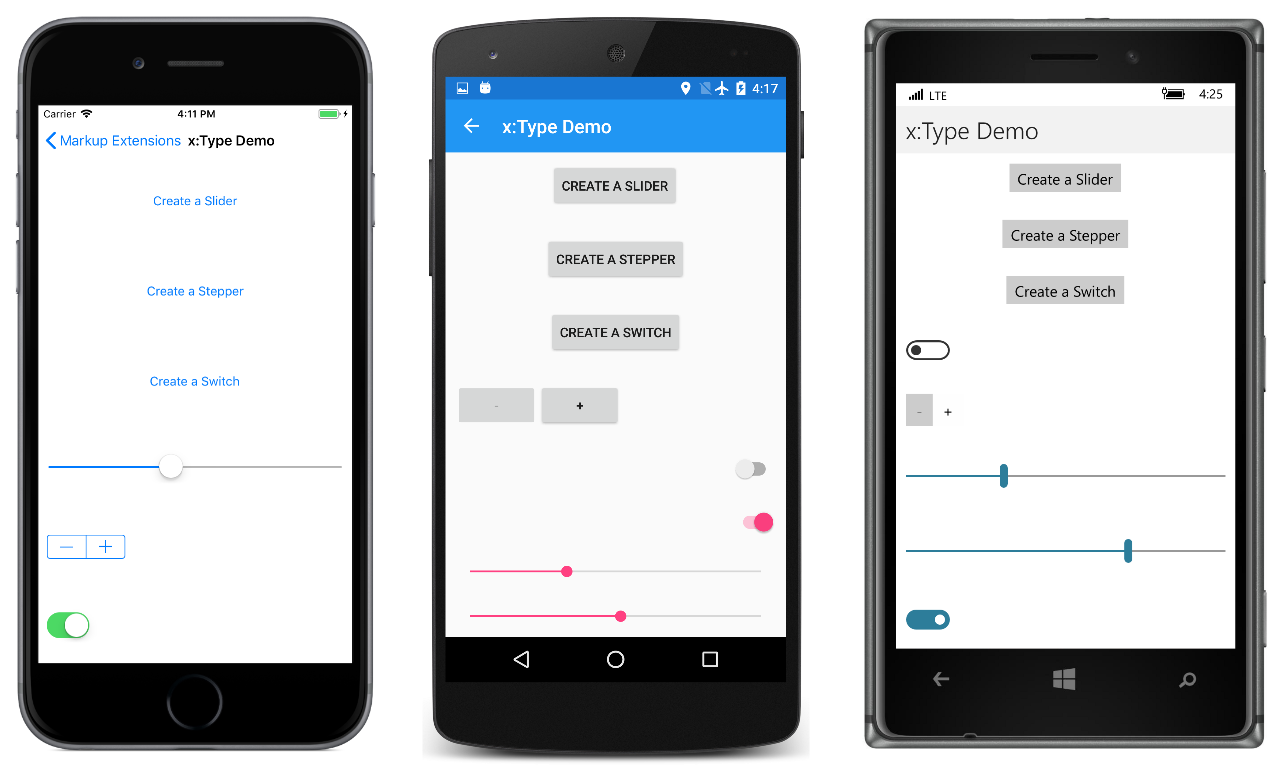 Carrier 4:11 PM
Markup Extensions x:Type Demo
Create a Slider
Create a Stepper
Create a Switch
4:17
x:Type Demo
CREATE A SLIDER
CREATE A STEPPER
CREATE A SWITCH
- +
LTE 4:25
x:Type Demo
Create a Slider
Create a Stepper
Create a Switch
- +